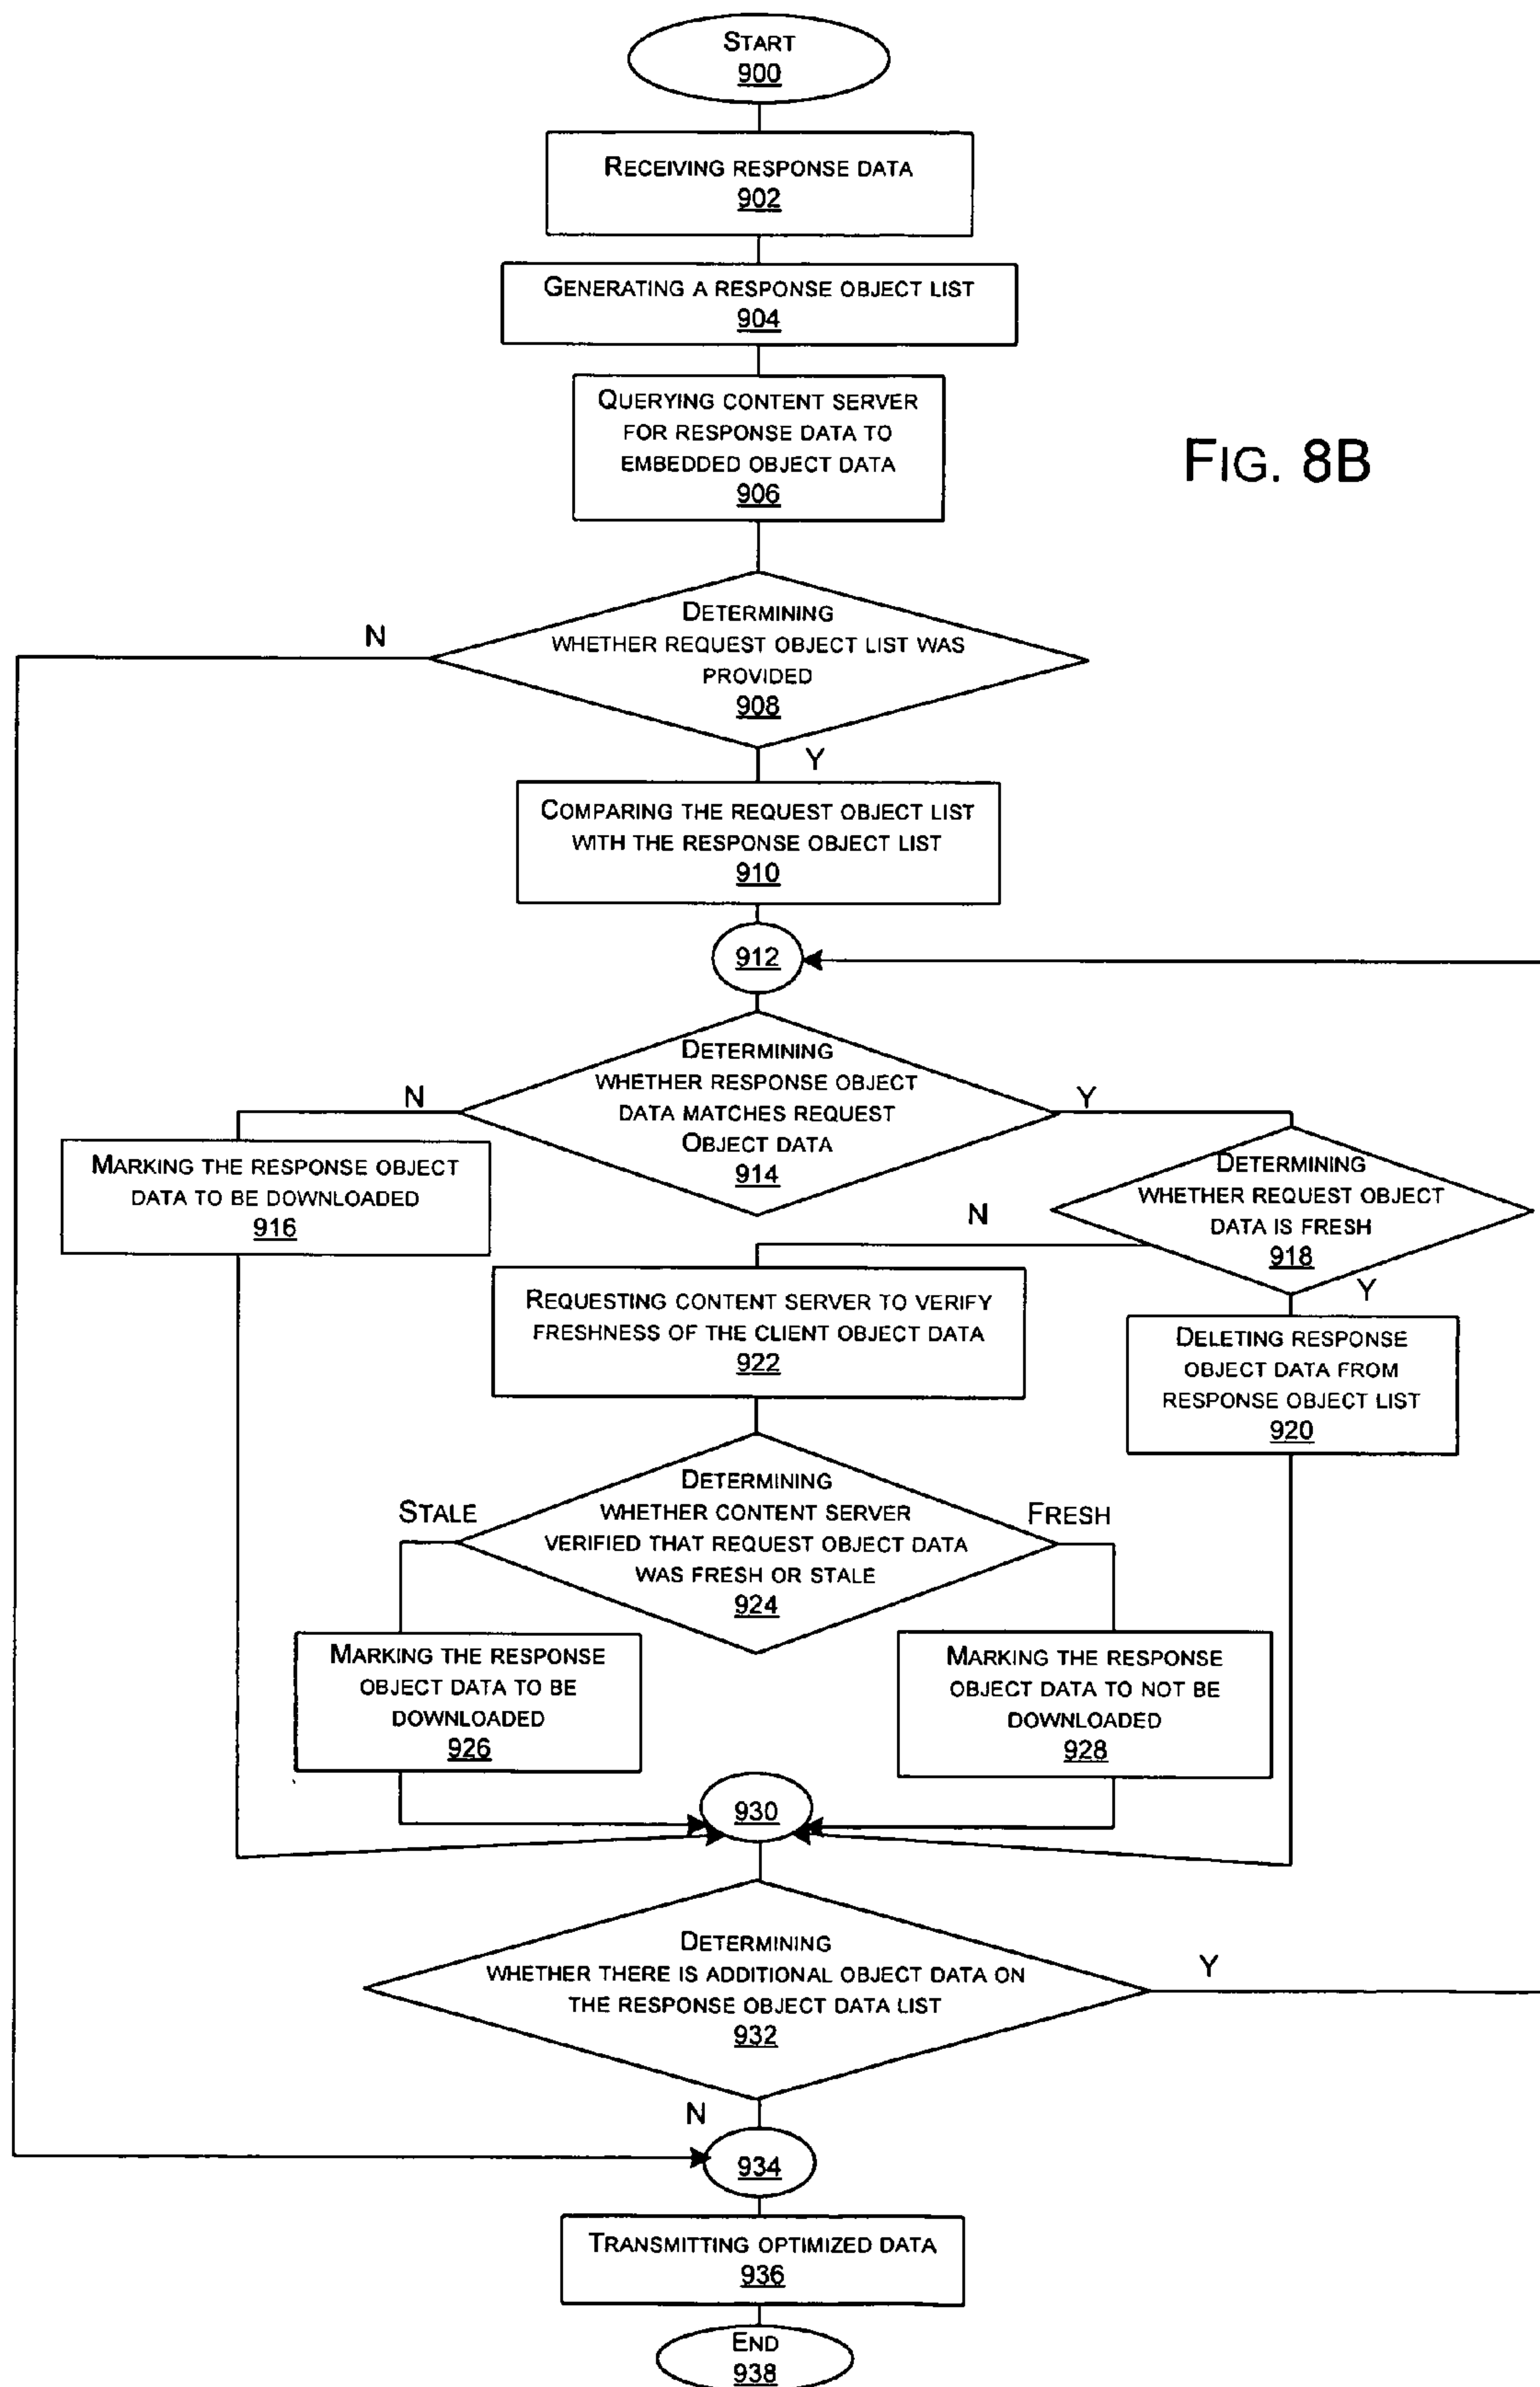 START
900
RECEIVING RESPONSE DATA
902
GENERATING A RESPONSE OBJECT LIST
904
QUERYING CONTENT SERVER
FOR RESPONSE DATA TO
EMBEDDED OBJECT DATA
906
FIG. 8B
DETERMINING
WHETHER REQUEST OBJECT LIST WAS
PROVIDED
908
N
Y
COMPARING THE REQUEST OBJECT LIST
WITH THE RESPONSE OBJECT LIST
910
912
DETERMINING
WHETHER RESPONSE OBJECT
DATA MATCHES REQUEST
OBJECT DATA
914
N
Y
MARKING THE RESPONSE OBJECT
DATA TO BE DOWNLOADED
916
DETERMINING
WHETHER REQUEST OBJECT
DATA IS FRESH
918
N
Y
REQUESTING CONTENT SERVER TO VERIFY
FRESHNESS OF THE CLIENT OBJECT DATA
922
DELETING RESPONSE
OBJECT DATA FROM
RESPONSE OBJECT LIST
920
DETERMINING
WHETHER CONTENT SERVER
VERIFIED THAT REQUEST OBJECT DATA
WAS FRESH OR STALE
924
STALE
FRESH
MARKING THE RESPONSE
OBJECT DATA TO BE
DOWNLOADED
926
MARKING THE RESPONSE
OBJECT DATA TO NOT BE
DOWNLOADED
928
930
DETERMINING
WHETHER THERE IS ADDITIONAL OBJECT DATA ON
THE RESPONSE OBJECT DATA LIST
932
Y
N
934
TRANSMITTING OPTIMIZED DATA
936
END
938